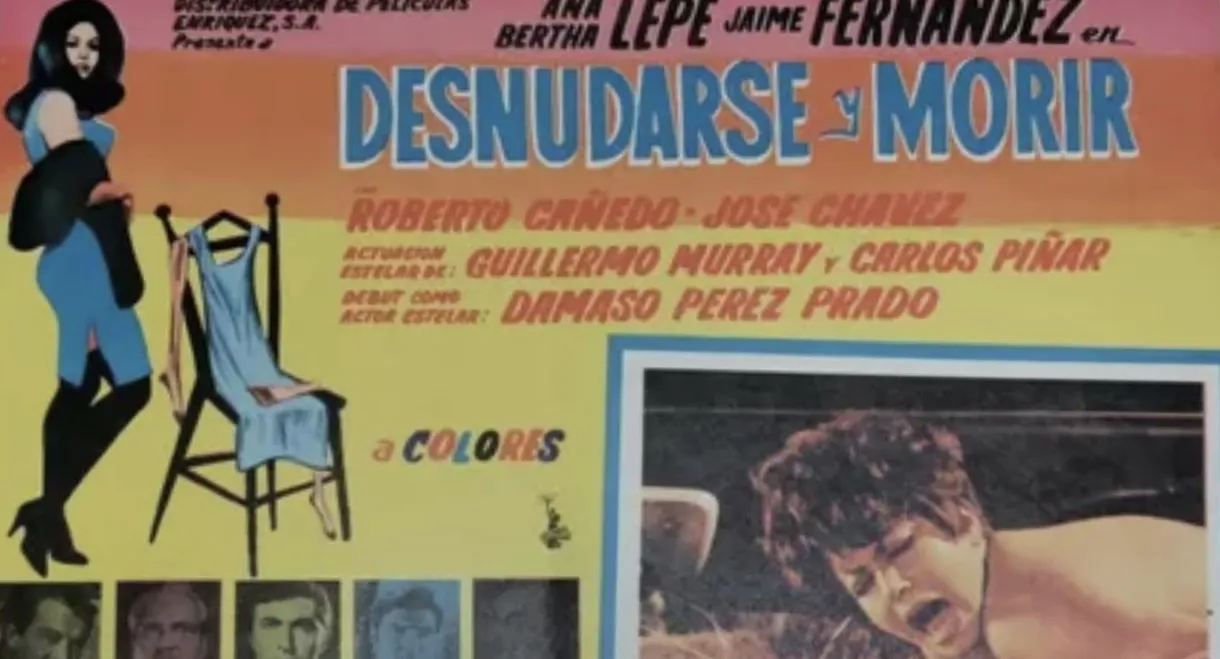 DISTRIBUIDORA DE PELICULAS
ENRIQUEZ, S.A.
Presenta a
ANA
BERTHA LEPE JAIME FERNANDEZ en
DESNUDARSE y MORIR
ROBERTO CAÑEDO - JOSE CHAVEZ
ACTUACION
ESTELAR DE: GUILLERMO MURRAY Y CARLOS PIÑAR
DEBUT COMO
ACTOR ESTELAR: DAMASO PEREZ PRADO
a COLORES